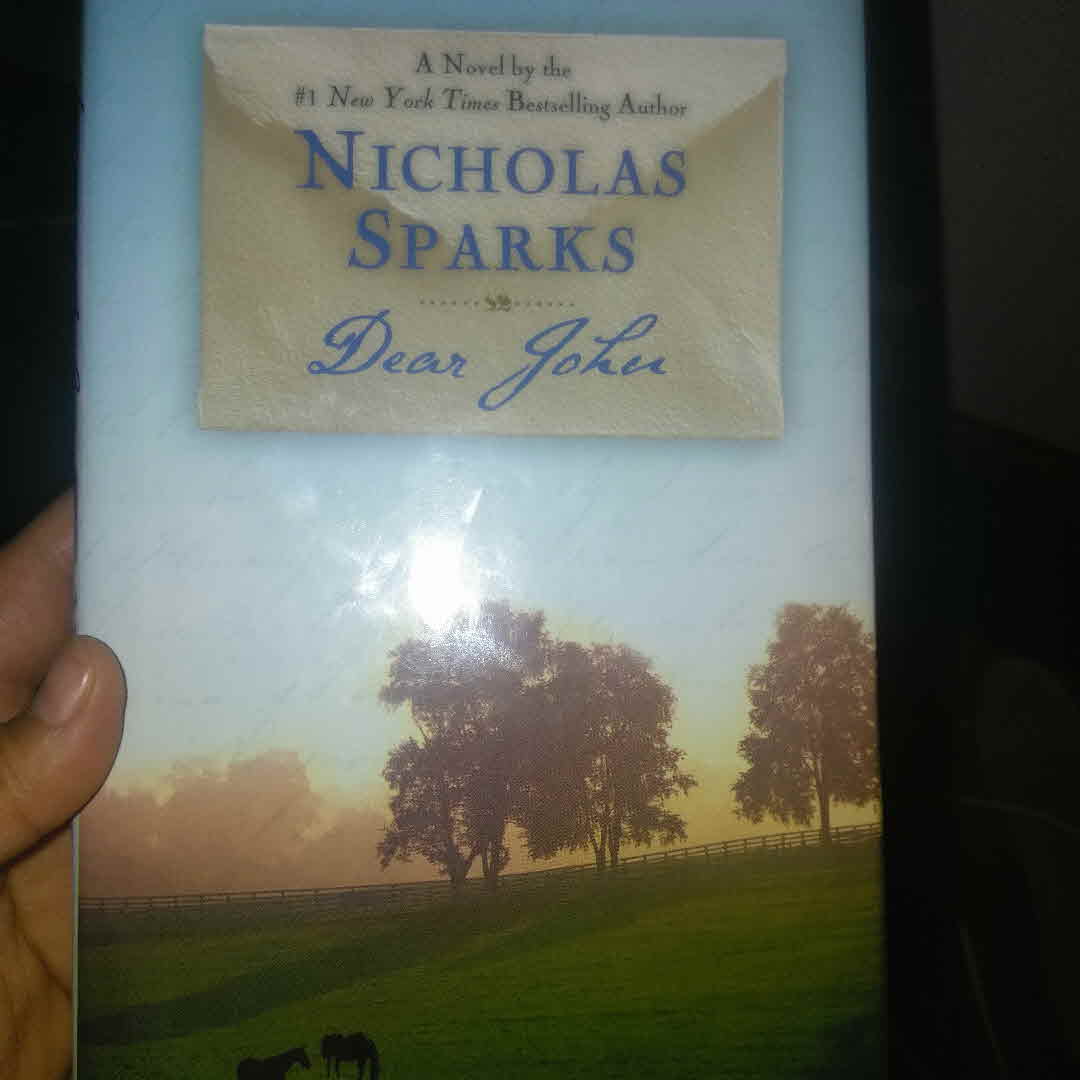 A Novel by the
#1 New York Times Bestselling Author
NICHOLAS
SPARKS
Dear John